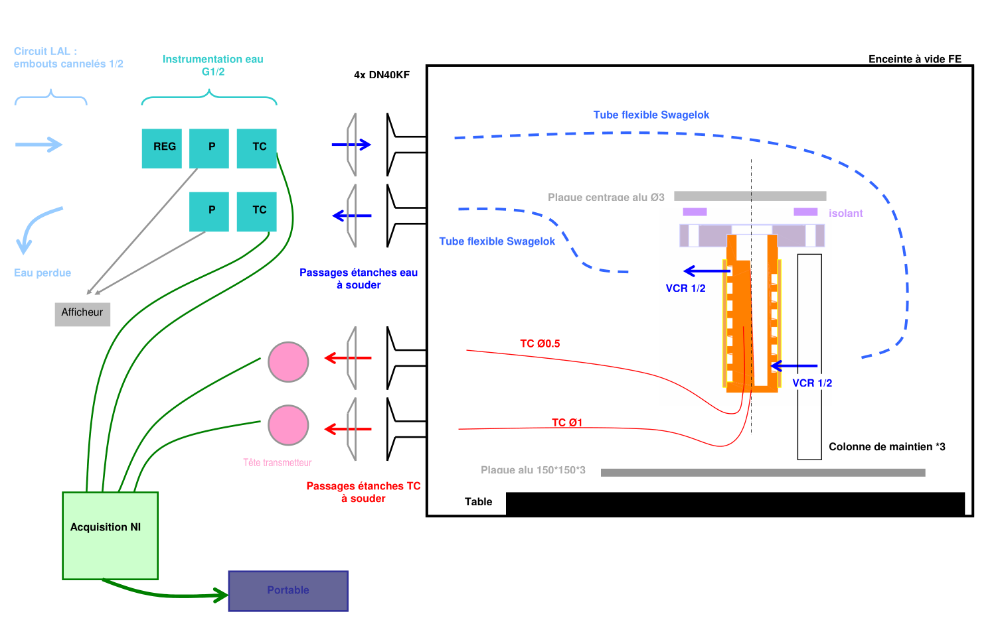 Circuit LAL :
embouts cannelés 1/2
Instrumentation eau
G1/2
4x DN40KF
Enceinte à vide FE
Tube flexible Swagelok
REG
P
TC
Plaque centrage alu Ø3
isolant
P
TC
Tube flexible Swagelok
Eau perdue
Passages étanches eau
à souder
VCR 1/2
Afficheur
TC Ø0.5
VCR 1/2
TC Ø1
Colonne de maintien *3
Tête transmetteur
Plaque alu 150*150*3
Passages étanches TC
à souder
Table
Acquisition NI
Portable